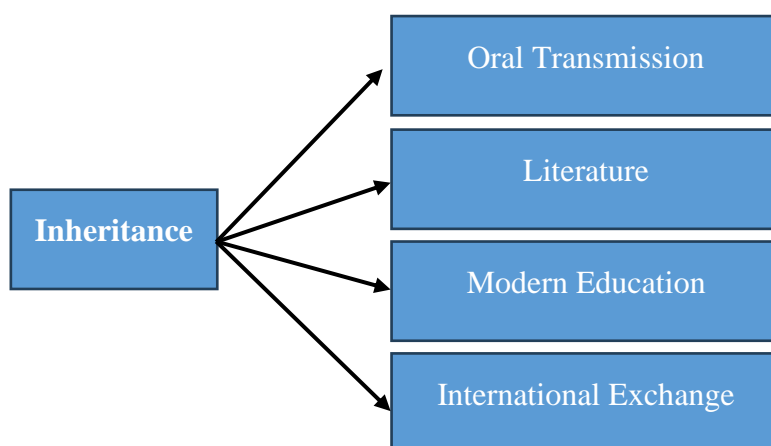 Oral Transmission
Literature
Inheritance
Modern Education
International Exchange